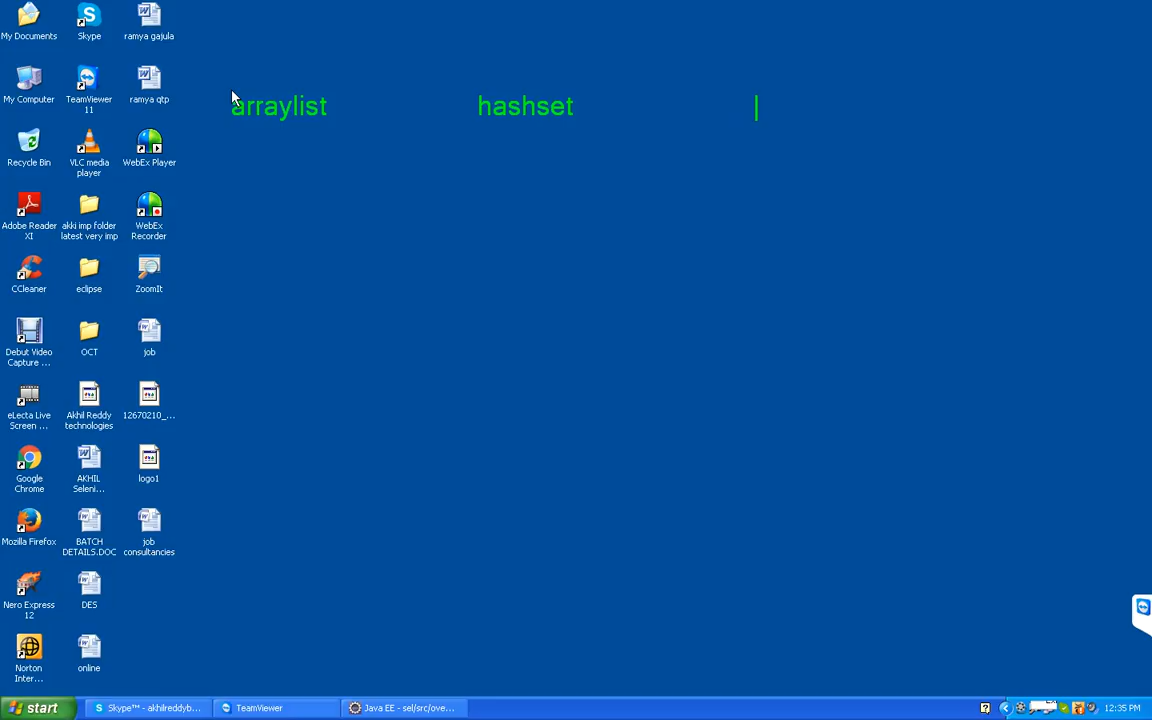 My Documents
Skype
ramya gajula
My Computer
TeamViewer
11
ramya qtp
arraylist
hashset
Recycle Bin
VLC media
player
WebEx Player
Adobe Reader
XI
akki imp folder
latest very imp
WebEx
Recorder
CCleaner
eclipse
ZoomIt
Debut Video
Capture ...
OCT
job
eLecta Live
Screen ...
Akhil Reddy
technologies
12670210_...
Google
Chrome
AKHIL
Seleni...
logo1
Mozilla Firefox
BATCH
DETAILS.DOC
job
consultancies
Nero Express
12
DES
Norton
Inter...
online
start
Skype™ - akhilreddyb...
TeamViewer
Java EE - sel/src/ove...
12:35 PM